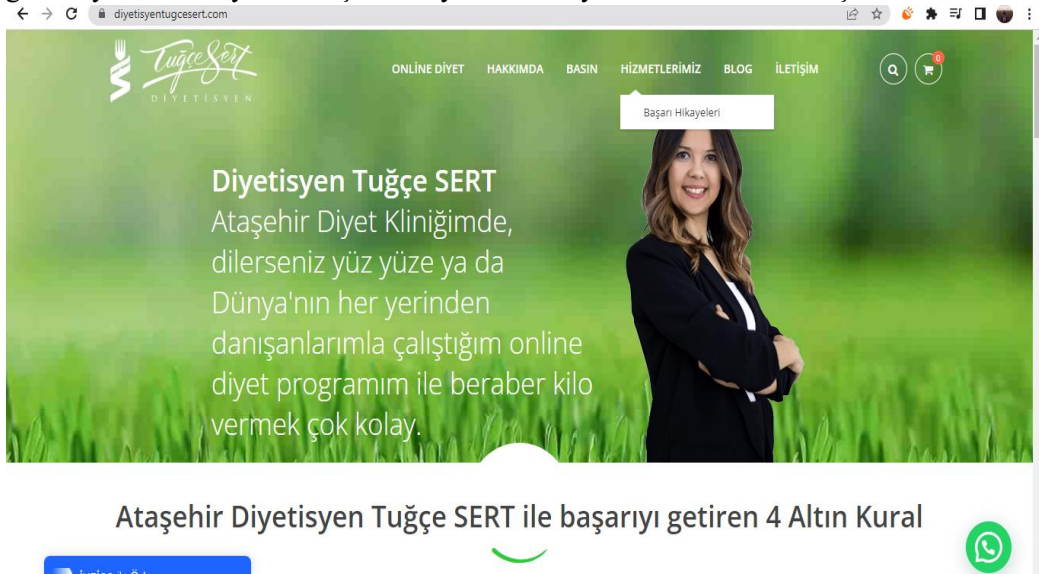 diyetisyentugcesert.com
Tuğçe Sert
DİYETİSYEN
ONLİNE DİYET HAKKIMDA BASIN HİZMETLERİMİZ BLOG İLETİŞİM
0
Başarı Hikayeleri
Diyetisyen Tuğçe SERT
Ataşehir Diyet Kliniğimde,
dilerseniz yüz yüze ya da
Dünya'nın her yerinden
danışanlarımla çalıştığım online
diyet programım ile beraber kilo
vermek çok kolay.
Ataşehir Diyetisyen Tuğçe SERT ile başarıyı getiren 4 Altın Kural